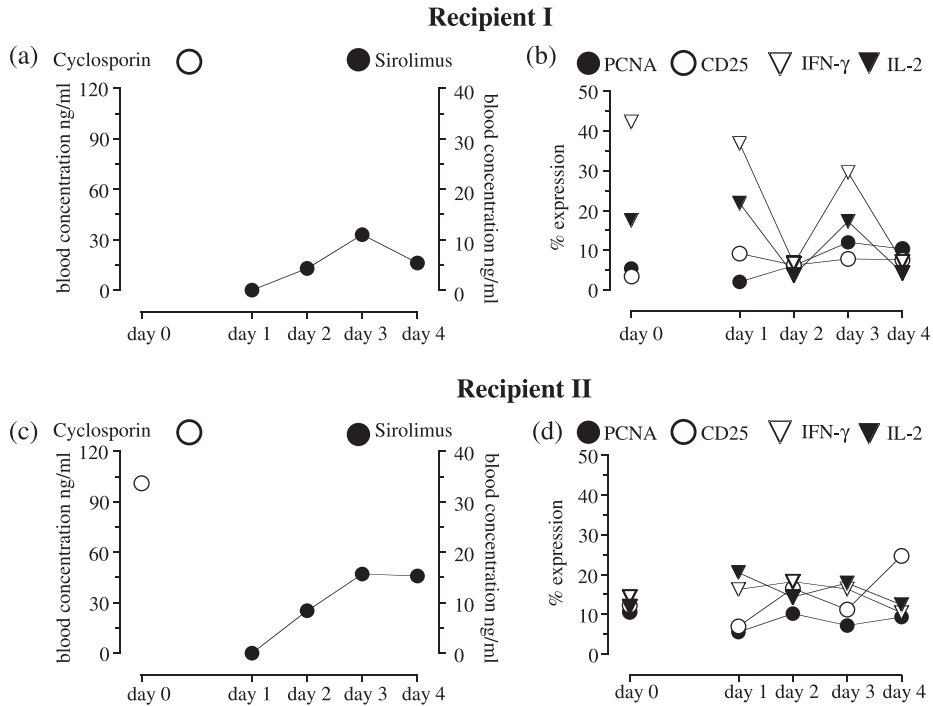 Recipient I
(a) Cyclosporin Sirolimus
blood concentration ng/ml
120
90
60
30
0
40
30
20
10
0
blood concentration ng/ml
day 0 day 1 day 2 day 3 day 4
(b) PCNA CD25 IFN-γ IL-2
% expression
50
40
30
20
10
0
day 0 day 1 day 2 day 3 day 4
Recipient II
(c) Cyclosporin Sirolimus
blood concentration ng/ml
120
90
60
30
0
40
30
20
10
0
blood concentration ng/ml
day 0 day 1 day 2 day 3 day 4
(d) PCNA CD25 IFN-γ IL-2
% expression
50
40
30
20
10
0
day 0 day 1 day 2 day 3 day 4